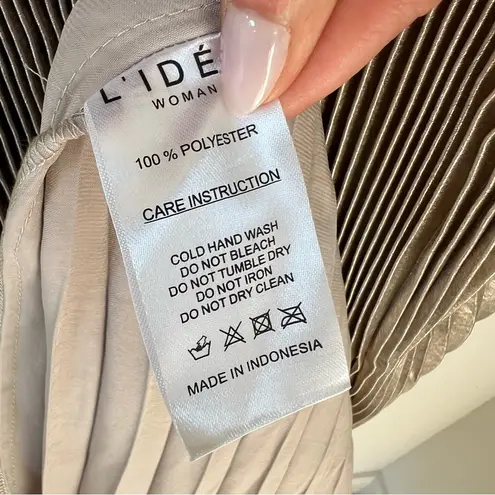 L'IDÉ
WOMAN
100 % POLYESTER
CARE INSTRUCTION
COLD HAND WASH
DO NOT BLEACH
DO NOT TUMBLE DRY
DO NOT IRON
DO NOT DRY CLEAN
MADE IN INDONESIA